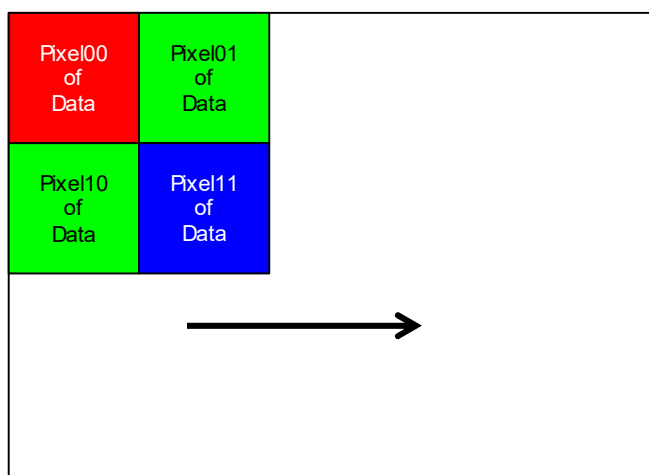 Pixel00
of
Data
Pixel01
of
Data
Pixel10
of
Data
Pixel11
of
Data